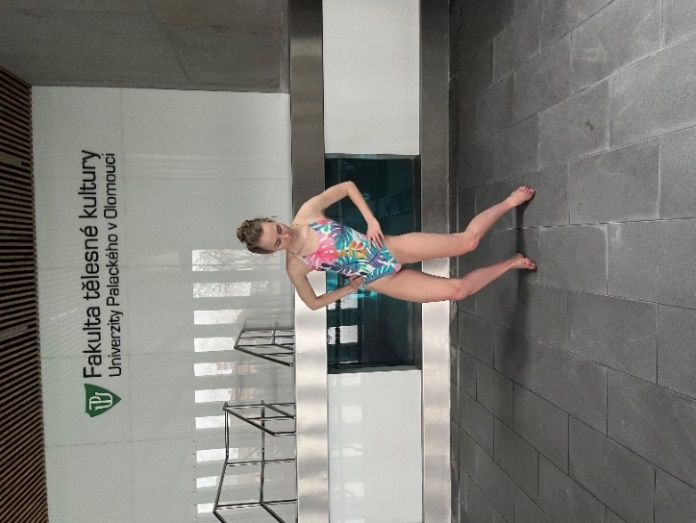 Fakulta tělesné kultury
Univerzity Palackého v Olomouci